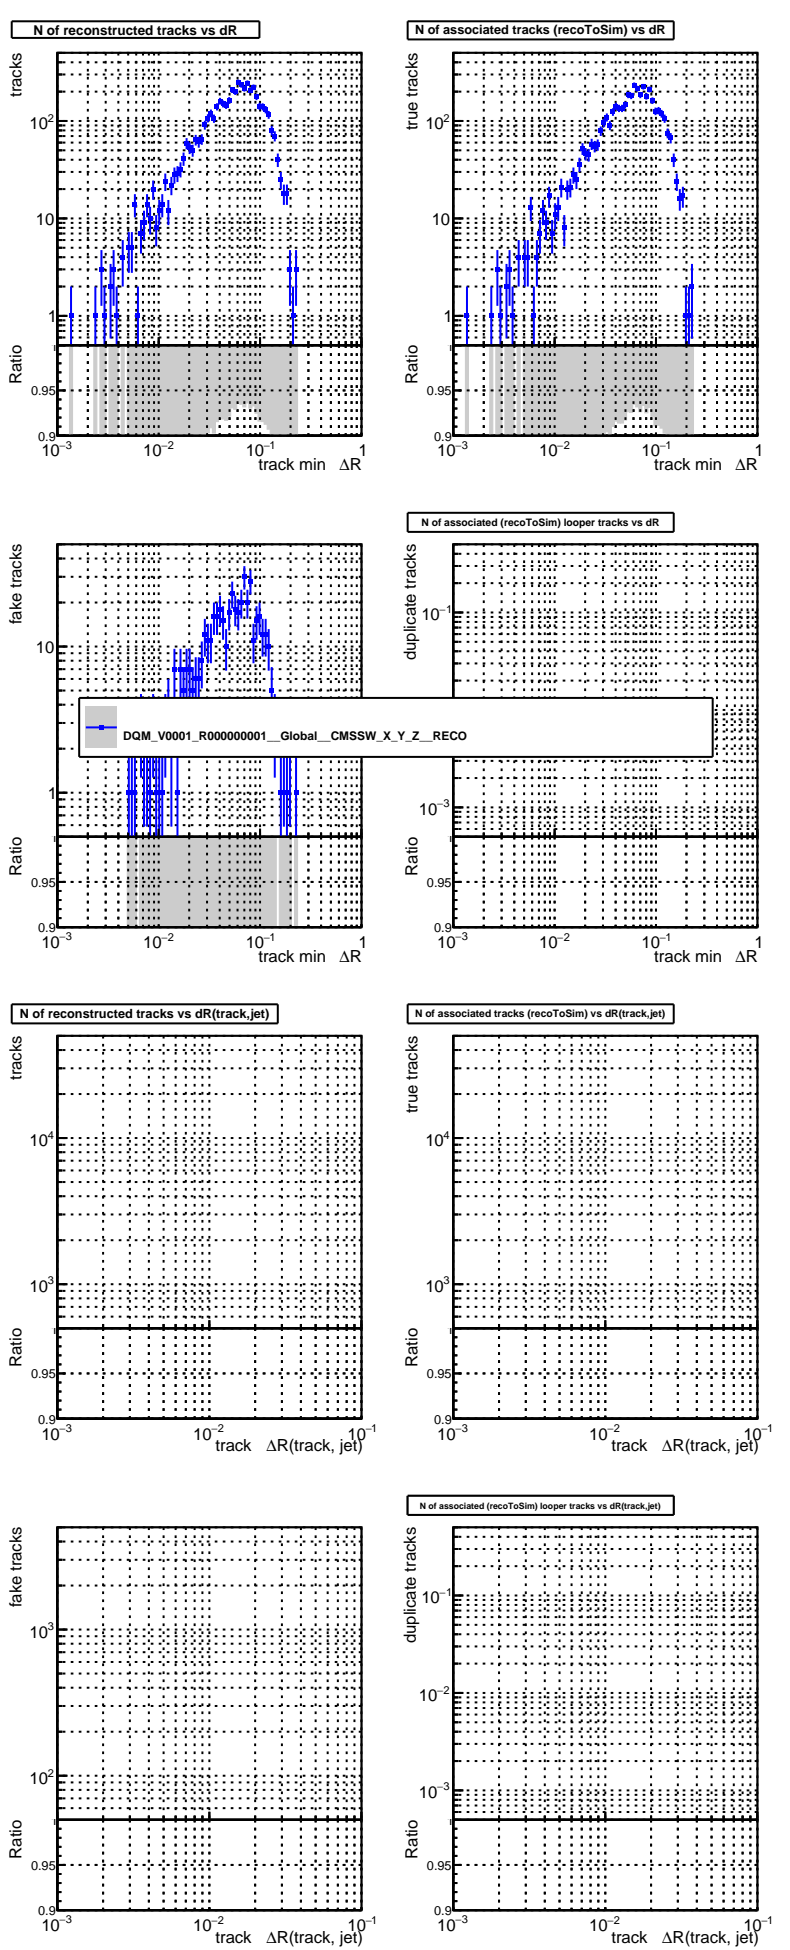 N of reconstructed tracks vs dR
tracks
10²
10
1
Ratio
0.95
0.9
10⁻³ 10⁻² 10⁻¹ 1
track min ΔR
N of associated tracks (recoToSim) vs dR
true tracks
10²
10
1
Ratio
0.95
0.9
10⁻³ 10⁻² 10⁻¹ 1
track min ΔR
fake tracks
10
1
Ratio
0.95
0.9
10⁻³ 10⁻² 10⁻¹ 1
track min ΔR
N of associated (recoToSim) looper tracks vs dR
duplicate tracks
10⁻¹
10⁻³
Ratio
0.95
0.9
10⁻³ 10⁻² 10⁻¹ 1
track min ΔR
DQM_V0001_R000000001__Global__CMSSW_X_Y_Z__RECO
N of reconstructed tracks vs dR(track,jet)
tracks
10⁴
10³
Ratio
0.95
0.9
10⁻³ 10⁻² 10⁻¹
track ΔR(track, jet)
N of associated tracks (recoToSim) vs dR(track,jet)
true tracks
10⁴
10³
Ratio
0.95
0.9
10⁻³ 10⁻² 10⁻¹
track ΔR(track, jet)
fake tracks
10³
10²
Ratio
0.95
0.9
10⁻³ 10⁻² 10⁻¹
track ΔR(track, jet)
N of associated (recoToSim) looper tracks vs dR(track,jet)
duplicate tracks
10⁻¹
10⁻²
10⁻³
Ratio
0.95
0.9
10⁻³ 10⁻² 10⁻¹
track ΔR(track, jet)